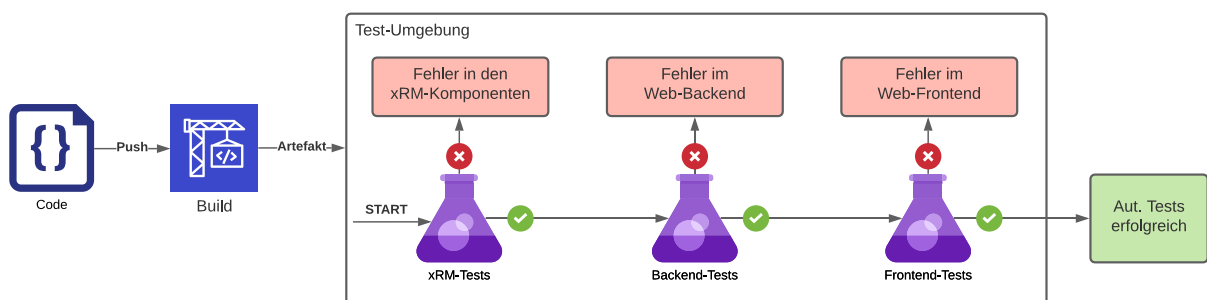 Test-Umgebung
Fehler in den
xRM-Komponenten
Fehler im
Web-Backend
Fehler im
Web-Frontend
{}
Code
Push
</>
Build
Artefakt
START
xRM-Tests
Backend-Tests
Frontend-Tests
Aut. Tests
erfolgreich